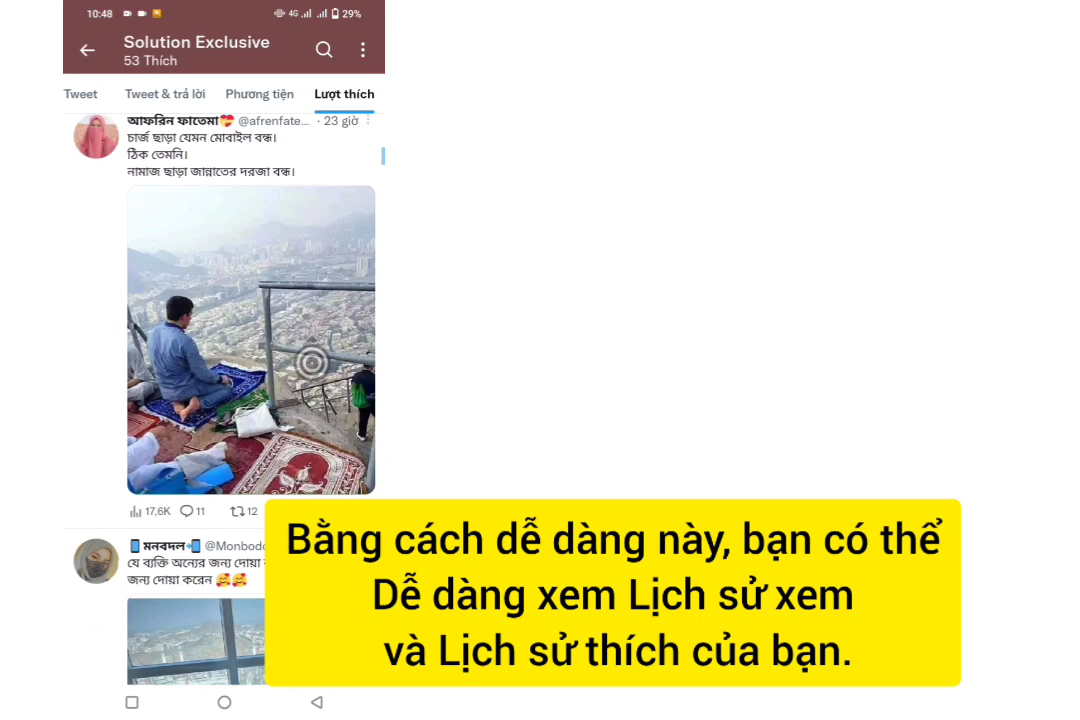 10:48
4G
29%
Solution Exclusive
53 Thích
Tweet Tweet & trả lời Phương tiện Lượt thích
আফরিন ফাতেমা💝 @afrenfate... · 23 giờ
চার্জ ছাড়া যেমন মোবাইল বন্ধ।
ঠিক তেমনি।
নামাজ ছাড়া জান্নাতের দরজা বন্ধ।
17,6K 11 12
📱মনবদল📲 @Monbodo
যে ব্যক্তি অন্যের জন্য দোয়া
জন্য দোয়া করেন 🥰🥰
Bằng cách dễ dàng này, bạn có thể
Dễ dàng xem Lịch sử xem
và Lịch sử thích của bạn.